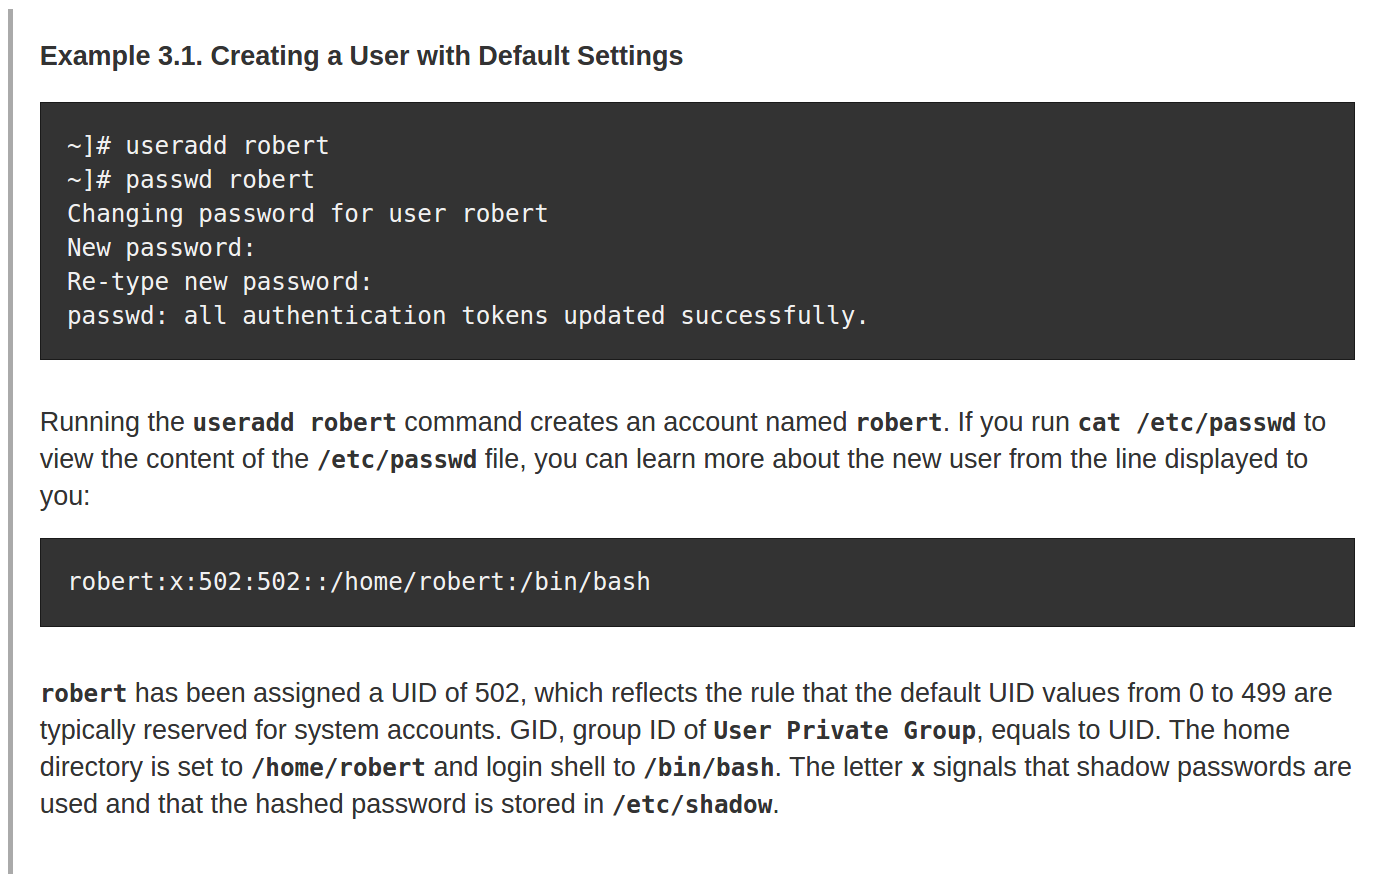 Example 3.1. Creating a User with Default Settings
~]# useradd robert
~]# passwd robert
Changing password for user robert
New password:
Re-type new password:
passwd: all authentication tokens updated successfully.
Running the useradd robert command creates an account named robert. If you run cat /etc/passwd to
view the content of the /etc/passwd file, you can learn more about the new user from the line displayed to
you:
robert:x:502:502::/home/robert:/bin/bash
robert has been assigned a UID of 502, which reflects the rule that the default UID values from 0 to 499 are
typically reserved for system accounts. GID, group ID of User Private Group, equals to UID. The home
directory is set to /home/robert and login shell to /bin/bash. The letter x signals that shadow passwords are
used and that the hashed password is stored in /etc/shadow.